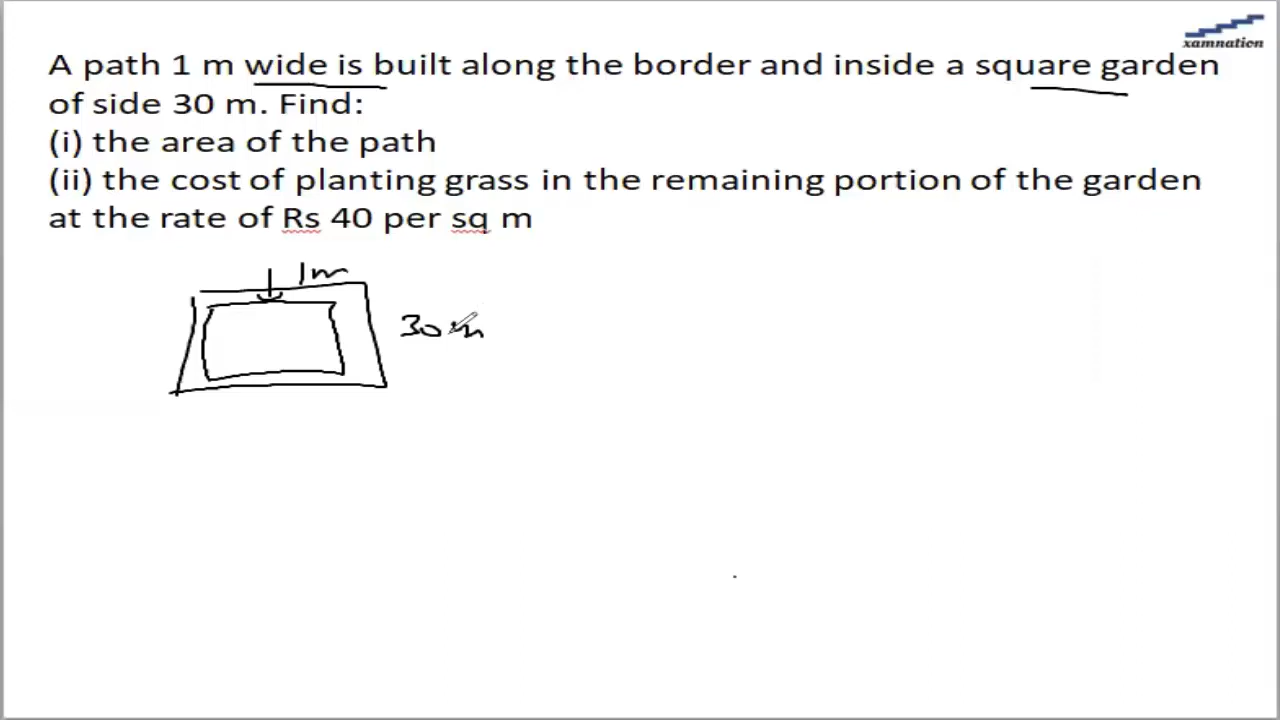 xamnation
A path 1 m wide is built along the border and inside a square garden
of side 30 m. Find:
(i) the area of the path
(ii) the cost of planting grass in the remaining portion of the garden
at the rate of Rs 40 per sq m
1m
30 m